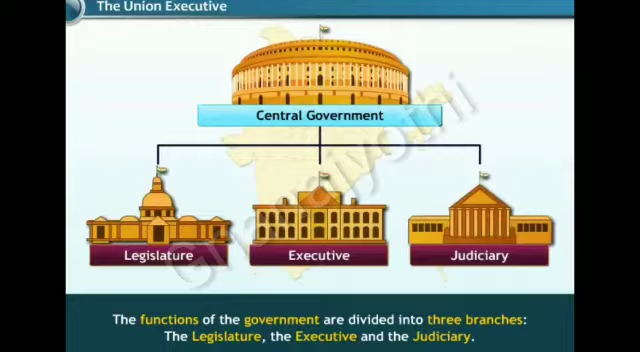 The Union Executive
Central Government
Legislature
Executive
Judiciary
Gnanajyothi
The functions of the government are divided into three branches:
The Legislature, the Executive and the Judiciary.